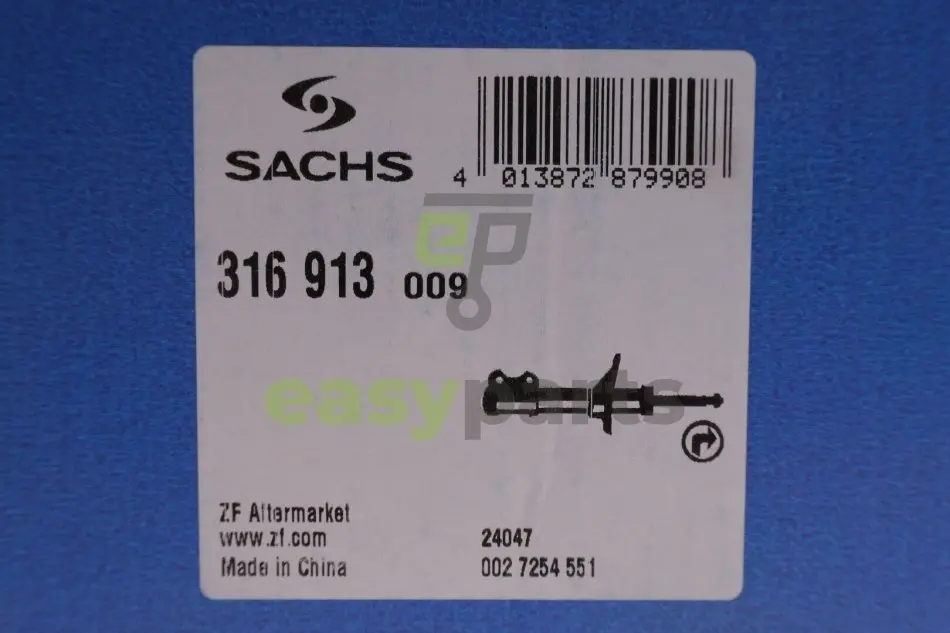 SACHS
4 013872 879908
316 913 009
ep
easyparts
ZF Aftermarket
www.zf.com
Made in China
24047
002 7254 551